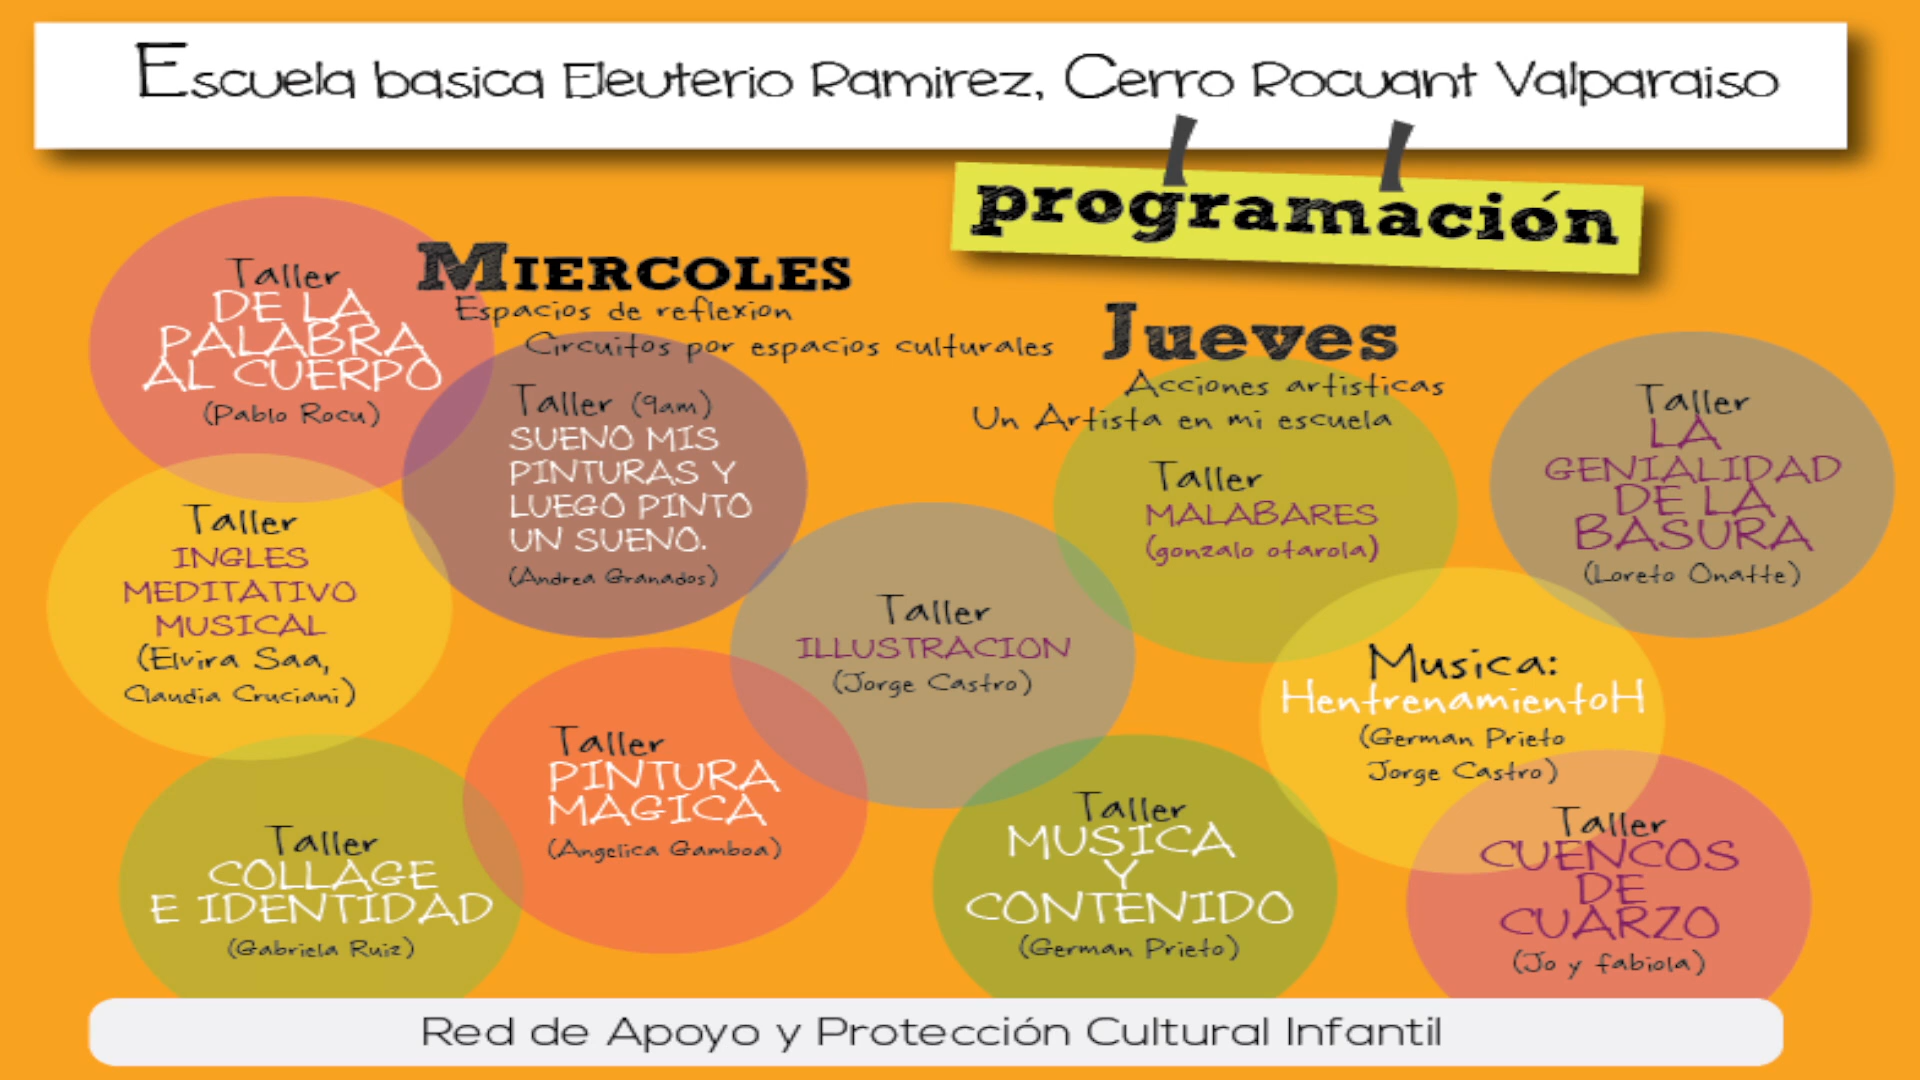 Escuela basica Eleuterio Ramirez, Cerro Rocuant Valparaiso
programación
MIERCOLES
Espacios de reflexion
Circuitos por espacios culturales
Jueves
Acciones artisticas
Un Artista en mi escuela
Taller
DE LA
PALABRA
AL CUERPO
(Pablo Rocu)
Taller (9am)
SUENO MIS
PINTURAS Y
LUEGO PINTO
UN SUENO.
(Andrea Granados)
Taller
INGLES
MEDITATIVO
MUSICAL
(Elvira Saa,
Claudia Cruciani)
Taller
COLLAGE
E IDENTIDAD
(Gabriela Ruiz)
Taller
PINTURA
MAGICA
(Angelica Gamboa)
Taller
ILLUSTRACION
(Jorge Castro)
Taller
MALABARES
(gonzalo otarola)
Taller
LA
GENIALIDAD
DE LA
BASURA
(Loreto Onatte)
Musica:
HentrenamientoH
(German Prieto
Jorge Castro)
Taller
MUSICA
Y
CONTENIDO
(German Prieto)
Taller
CUENCOS
DE
CUARZO
(Jo y fabiola)
Red de Apoyo y Protección Cultural Infantil